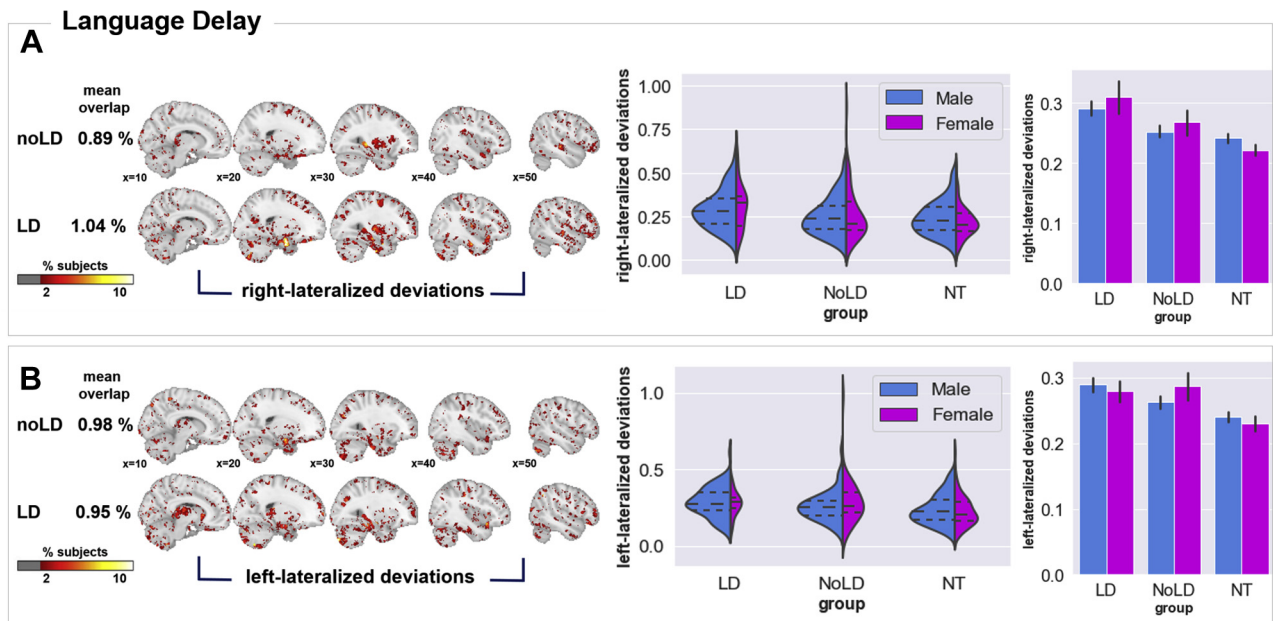 Language Delay
A
mean
overlap
noLD 0.89 %
x=10 x=20 x=30 x=40 x=50
LD 1.04 %
% subjects
2 10
right-lateralized deviations
right-lateralized deviations
1.00
0.75
0.50
0.25
0.00
Male
Female
LD NoLD NT
group
right-lateralized deviations
0.3
0.2
0.1
0.0
LD NoLD NT
group
B
mean
overlap
noLD 0.98 %
x=10 x=20 x=30 x=40 x=50
LD 0.95 %
% subjects
2 10
left-lateralized deviations
left-lateralized deviations
1.0
0.5
0.0
Male
Female
LD NoLD NT
group
left-lateralized deviations
0.3
0.2
0.1
0.0
LD NoLD NT
group